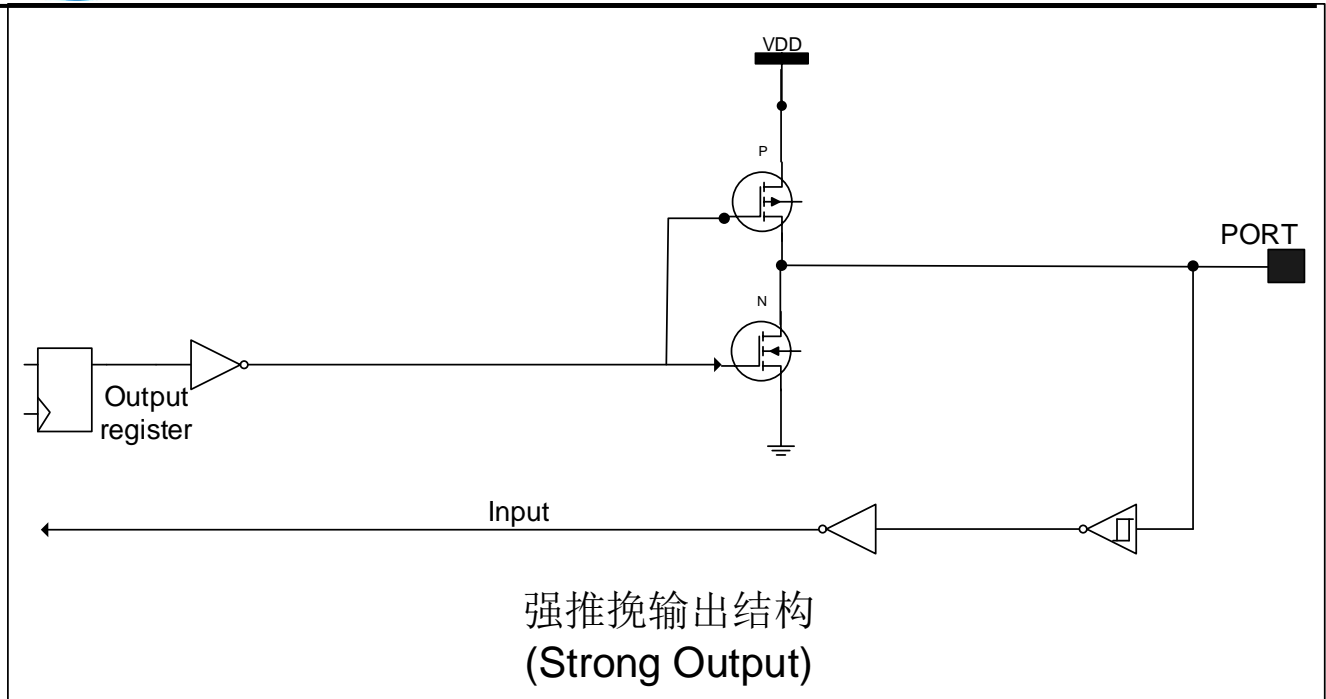 VDD
P
PORT
N
Output
register
Input
强推挽输出结构
(Strong Output)